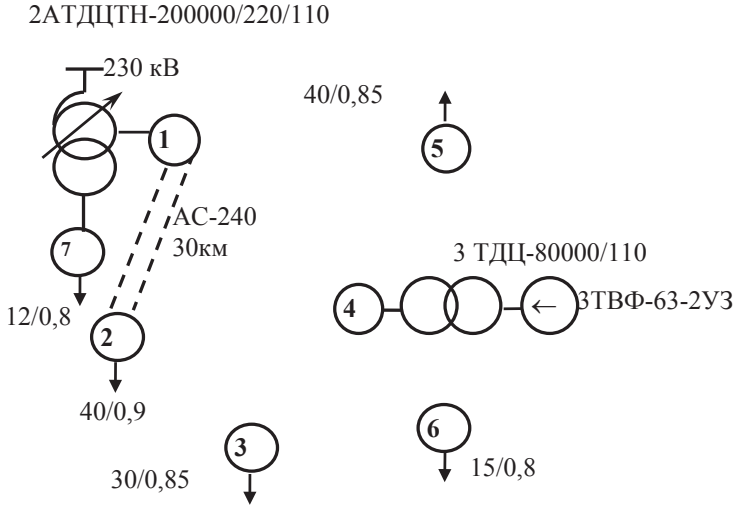 2АТДЦТН-200000/220/110
230 кВ
40/0,85
1
5
АС-240
30км
7
3 ТДЦ-80000/110
4
3ТВФ-63-2УЗ
12/0,8
2
40/0,9
6
3
15/0,8
30/0,85